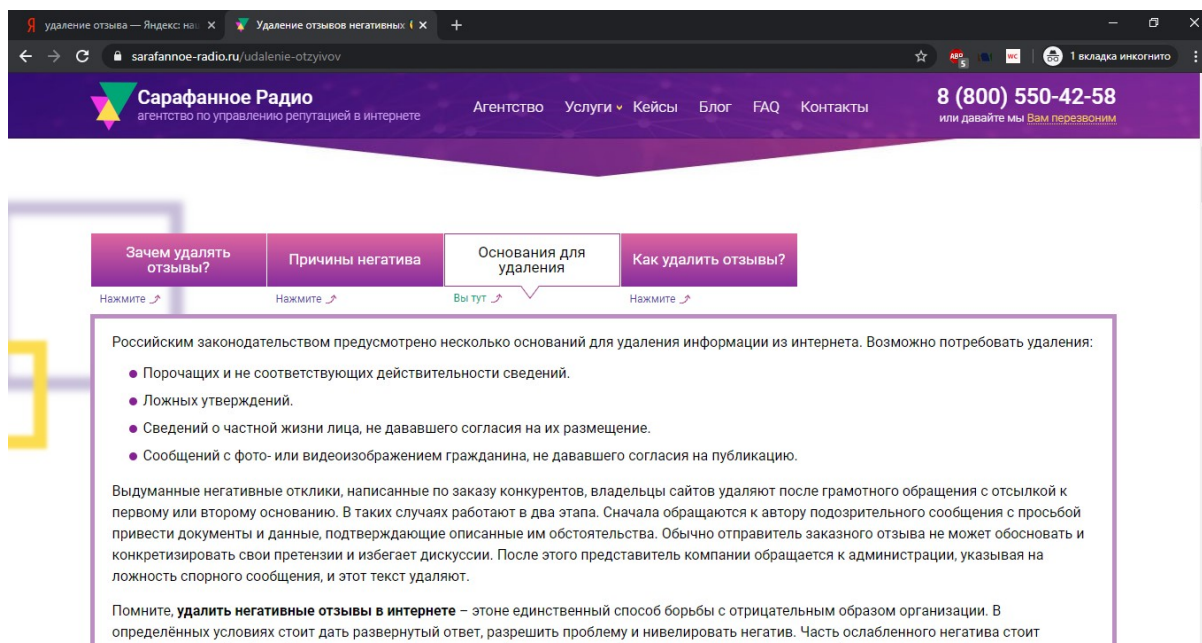 удаление отзыва — Яндекс: на
Удаление отзывов негативных
sarafannoe-radio.ru/udalenie-otzyivov
ABP
5
WC
1 вкладка инкогнито
Сарафанное Радио
агентство по управлению репутацией в интернете
Агентство Услуги Кейсы Блог FAQ Контакты
8 (800) 550-42-58
или давайте мы Вам перезвоним
Зачем удалять
отзывы?
Причины негатива
Основания для
удаления
Как удалить отзывы?
Нажмите Нажмите Вы тут Нажмите
Российским законодательством предусмотрено несколько оснований для удаления информации из интернета. Возможно потребовать удаления:
Порочащих и не соответствующих действительности сведений.
Ложных утверждений.
Сведений о частной жизни лица, не дававшего согласия на их размещение.
Сообщений с фото- или видеоизображением гражданина, не дававшего согласия на публикацию.
Выдуманные негативные отклики, написанные по заказу конкурентов, владельцы сайтов удаляют после грамотного обращения с отсылкой к
первому или второму основанию. В таких случаях работают в два этапа. Сначала обращаются к автору подозрительного сообщения с просьбой
привести документы и данные, подтверждающие описанные им обстоятельства. Обычно отправитель заказного отзыва не может обосновать и
конкретизировать свои претензии и избегает дискуссии. После этого представитель компании обращается к администрации, указывая на
ложность спорного сообщения, и этот текст удаляют.
Помните, удалить негативные отзывы в интернете – этоне единственный способ борьбы с отрицательным образом организации. В
определённых условиях стоит дать развернутый ответ, разрешить проблему и нивелировать негатив. Часть ослабленного негатива стоит